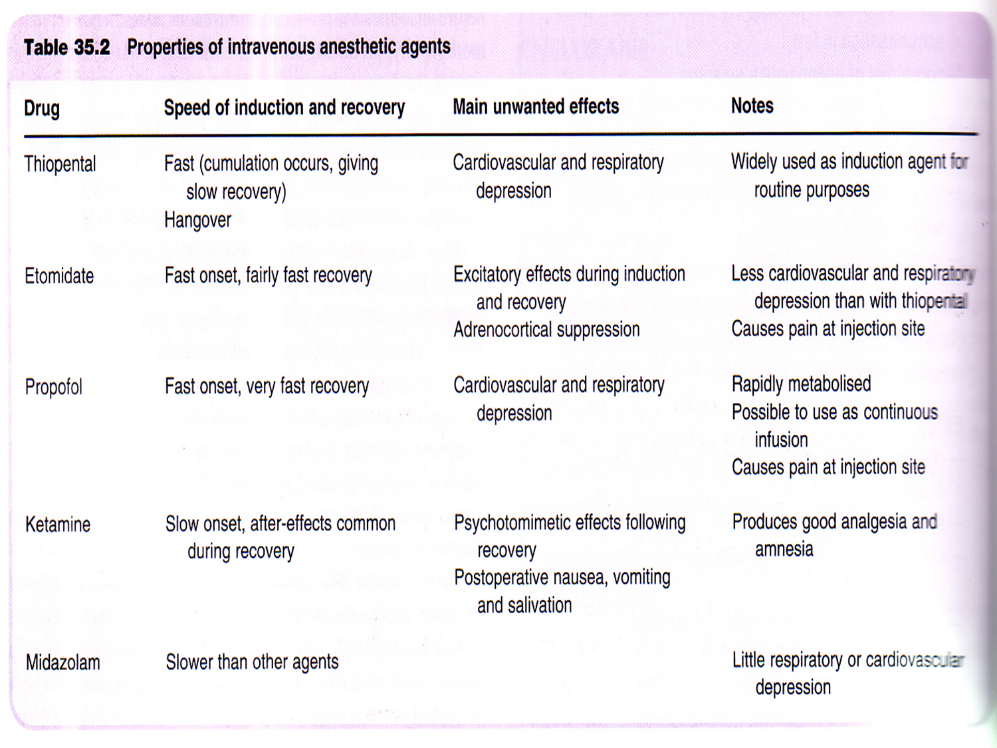 Table 35.2 Properties of intravenous anesthetic agents
Drug Speed of induction and recovery Main unwanted effects Notes
Thiopental Fast (cumulation occurs, giving Cardiovascular and respiratory Widely used as induction agent for
slow recovery) depression routine purposes
Hangover
Etomidate Fast onset, fairly fast recovery Excitatory effects during induction Less cardiovascular and respiratory
and recovery depression than with thiopental
Adrenocortical suppression Causes pain at injection site
Propofol Fast onset, very fast recovery Cardiovascular and respiratory Rapidly metabolised
depression Possible to use as continuous
infusion
Causes pain at injection site
Ketamine Slow onset, after-effects common Psychotomimetic effects following Produces good analgesia and
during recovery recovery amnesia
Postoperative nausea, vomiting
and salivation
Midazolam Slower than other agents Little respiratory or cardiovascular
depression